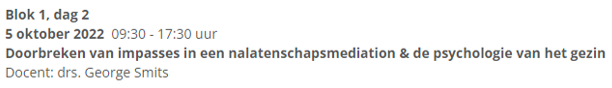 Blok 1, dag 2
5 oktober 2022  09:30 - 17:30 uur
Doorbreken van impasses in een nalatenschapsmediation & de psychologie van het gezin
Docent: drs. George Smits